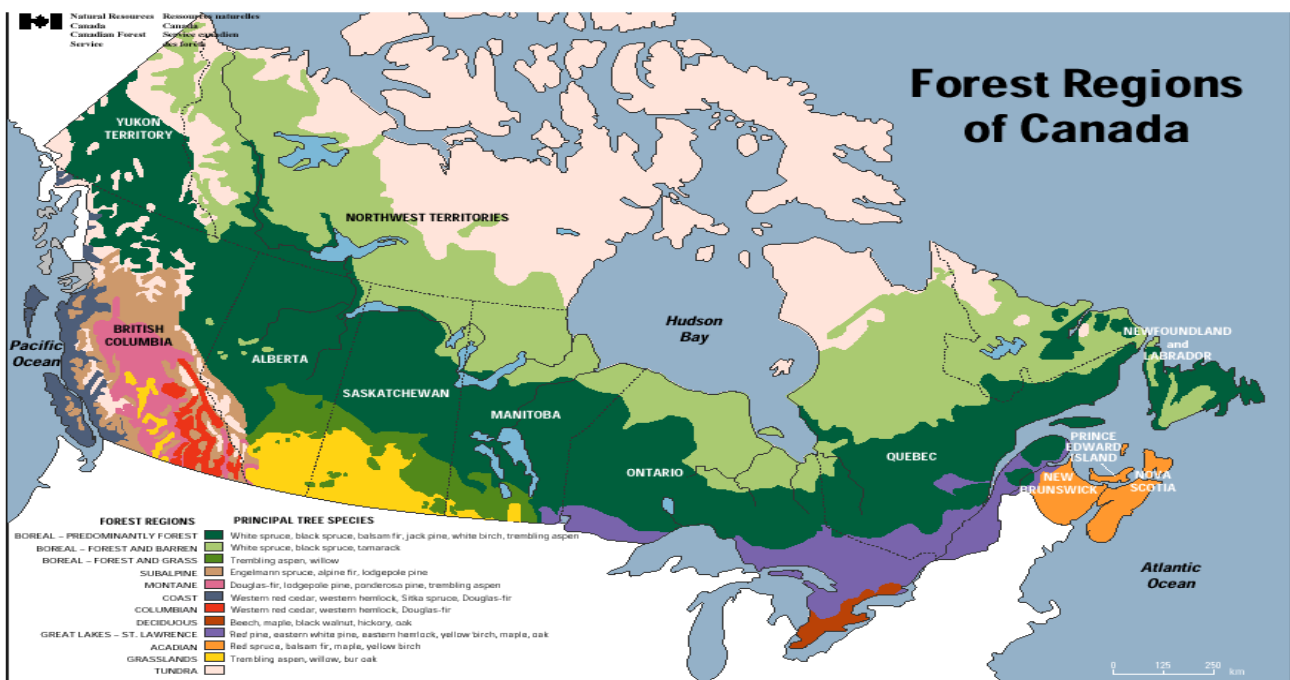 Natural Resources Ressources naturelles
Canada Canada
Canadian Forest Service canadien
Service des forêts
Forest Regions
of Canada
YUKON
TERRITORY
NORTHWEST TERRITORIES
BRITISH
COLUMBIA
Pacific
Ocean
ALBERTA
SASKATCHEWAN
MANITOBA
Hudson
Bay
ONTARIO
QUEBEC
NEWFOUNDLAND
and
LABRADOR
PRINCE
EDWARD
ISLAND
NEW
BRUNSWICK
NOVA
SCOTIA
Atlantic
Ocean
FOREST REGIONS PRINCIPAL TREE SPECIES
BOREAL – PREDOMINANTLY FOREST White spruce, black spruce, balsam fir, jack pine, white birch, trembling aspen
BOREAL – FOREST AND BARREN White spruce, black spruce, tamarack
BOREAL – FOREST AND GRASS Trembling aspen, willow
SUBALPINE Engelmann spruce, alpine fir, lodgepole pine
MONTANE Douglas-fir, lodgepole pine, ponderosa pine, trembling aspen
COAST Western red cedar, western hemlock, Sitka spruce, Douglas-fir
COLUMBIAN Western red cedar, western hemlock, Douglas-fir
DECIDUOUS Beech, maple, black walnut, hickory, oak
GREAT LAKES – ST. LAWRENCE Red pine, eastern white pine, eastern hemlock, yellow birch, maple, oak
ACADIAN Red spruce, balsam fir, maple, yellow birch
GRASSLANDS Trembling aspen, willow, bur oak
TUNDRA
0 125 250 km